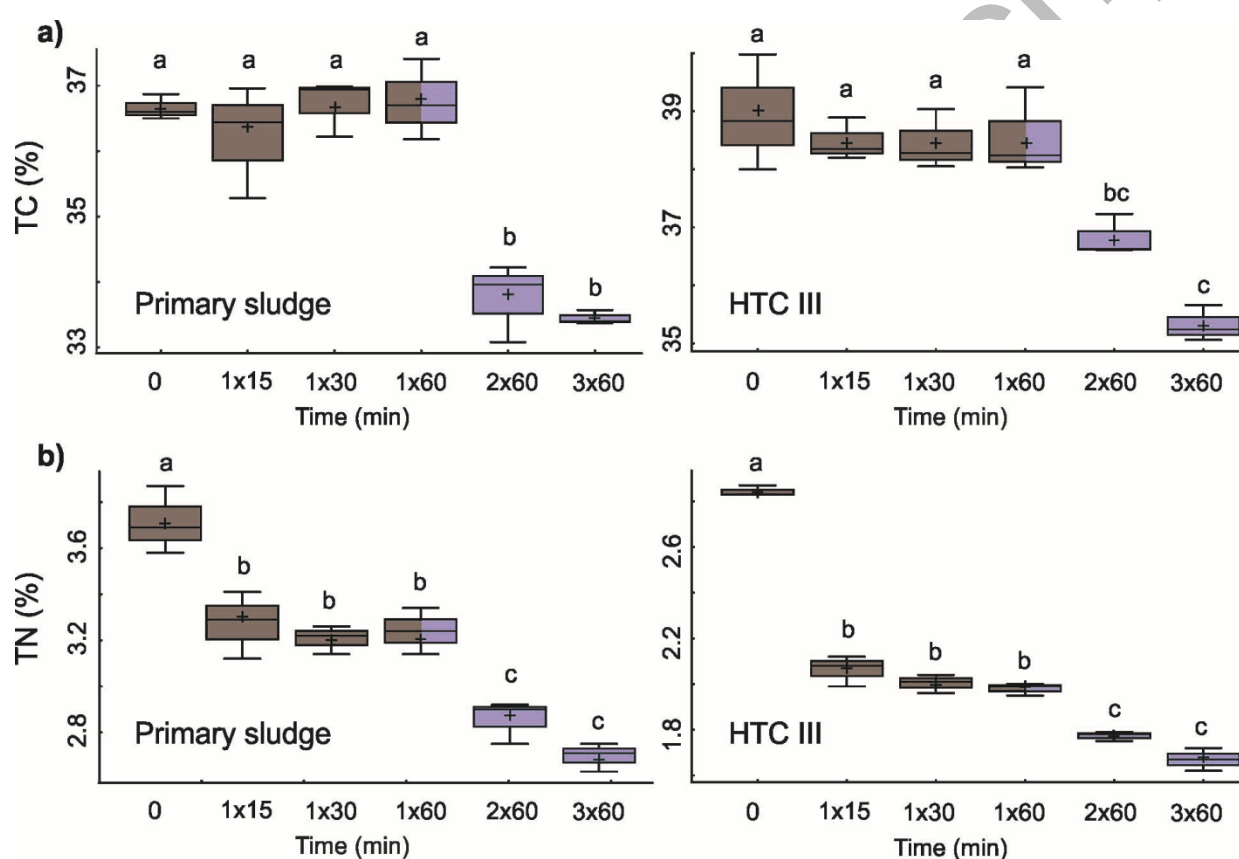 a)
TC (%)
37
35
33
a a a a b b
Primary sludge
0 1x15 1x30 1x60 2x60 3x60
Time (min)
39
37
35
a a a a bc c
HTC III
0 1x15 1x30 1x60 2x60 3x60
Time (min)
b)
TN (%)
3.6
3.2
2.8
a b b b c c
Primary sludge
0 1x15 1x30 1x60 2x60 3x60
Time (min)
2.6
2.2
1.8
a b b b c c
HTC III
0 1x15 1x30 1x60 2x60 3x60
Time (min)